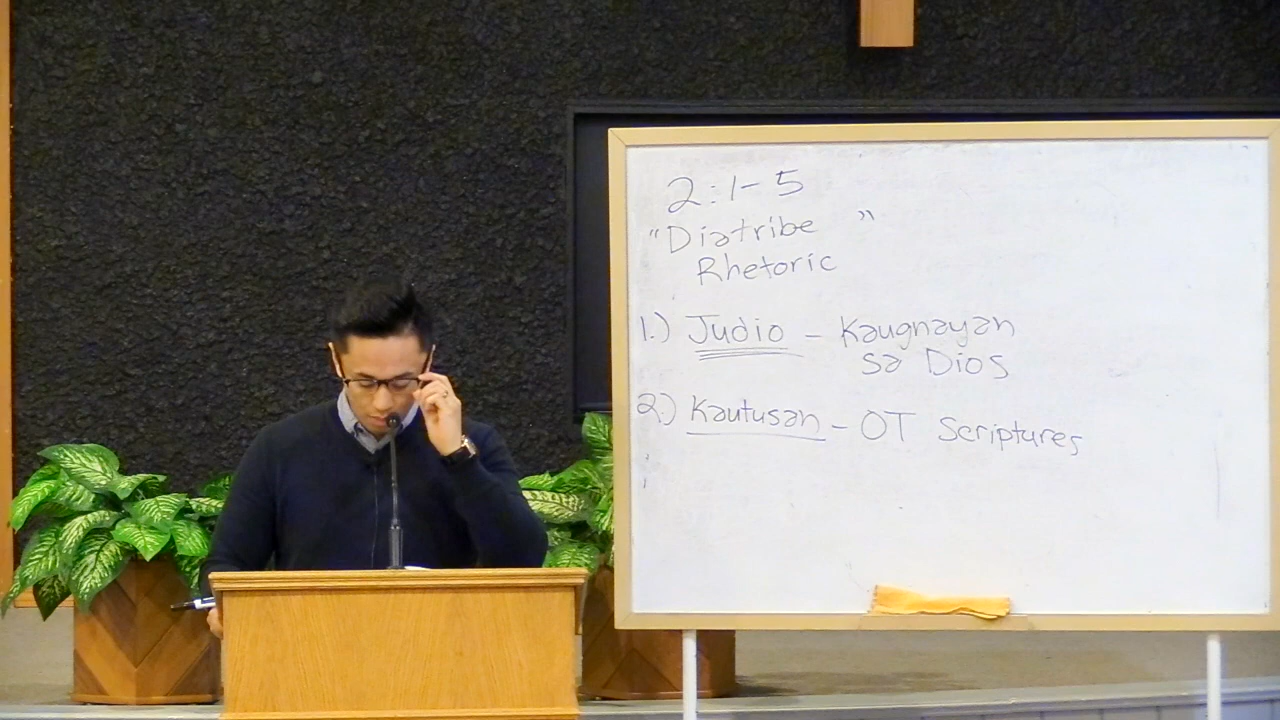 2:1-5
"Diatribe "
Rhetoric
1.) Judio - Kaugnayan
sa Dios
2.) Kautusan - OT Scriptures